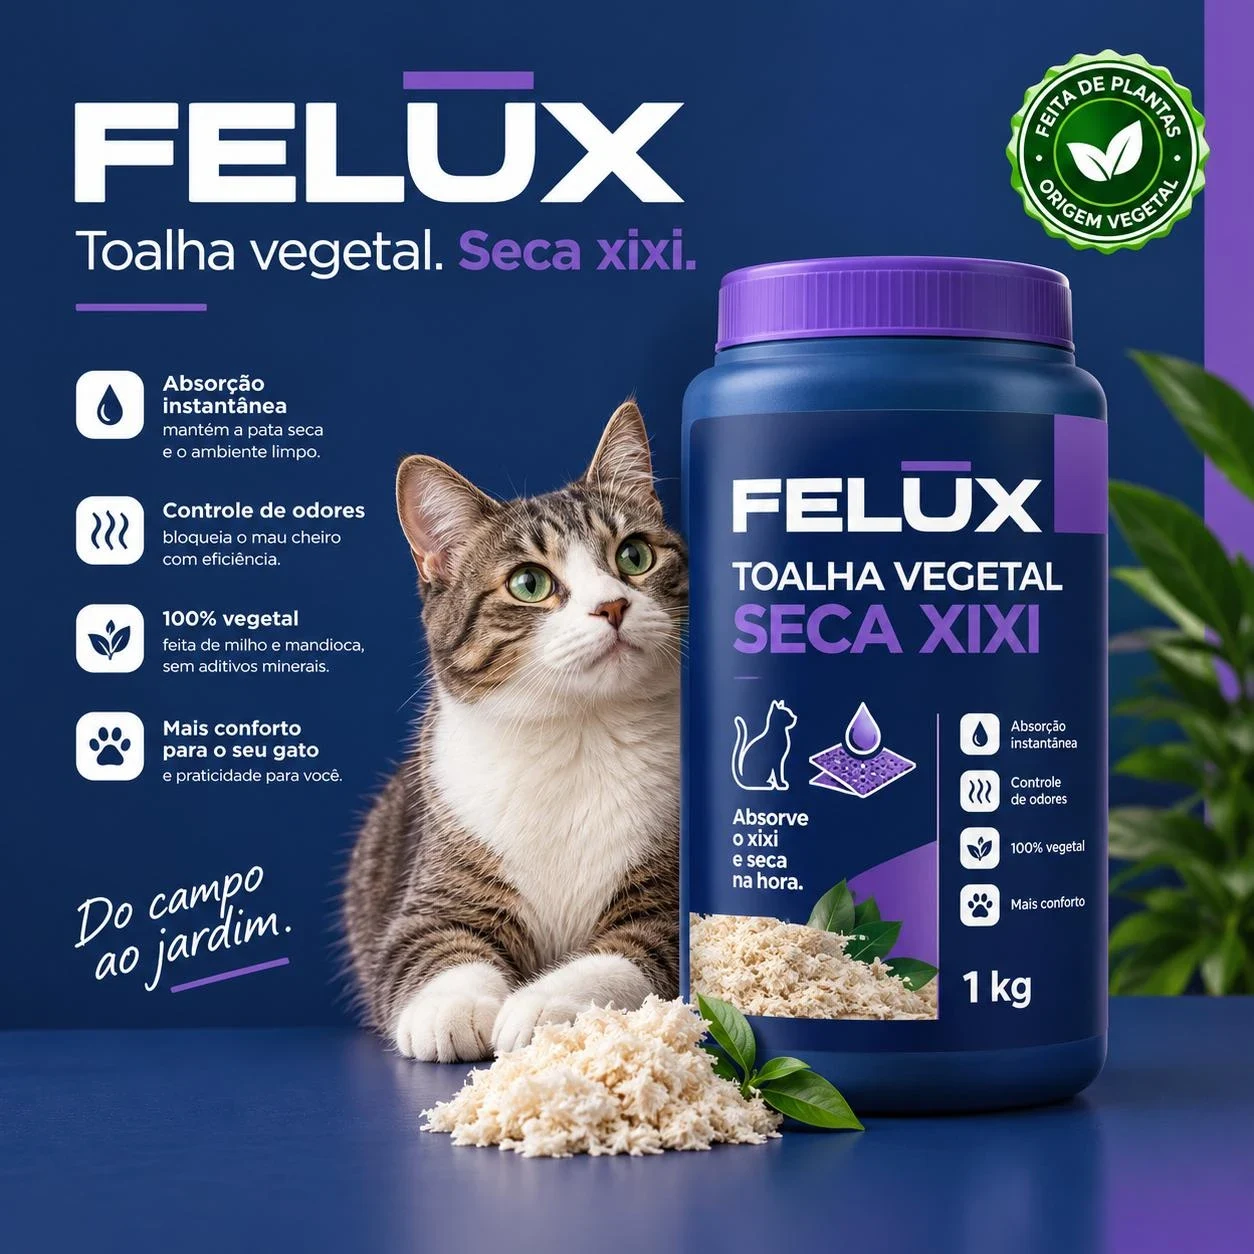 FELŪX
Toalha vegetal. Seca xixi.
FEITA DE PLANTAS
ORIGEM VEGETAL
Absorção
instantânea
mantém a pata seca
e o ambiente limpo.
Controle de odores
bloqueia o mau cheiro
com eficiência.
100% vegetal
feita de milho e mandioca,
sem aditivos minerais.
Mais conforto
para o seu gato
e praticidade para você.
Do campo
ao jardim.
FELŪX
TOALHA VEGETAL
SECA XIXI
Absorve
o xixi
e seca
na hora.
Absorção
instantânea
Controle
de odores
100% vegetal
Mais conforto
1 kg